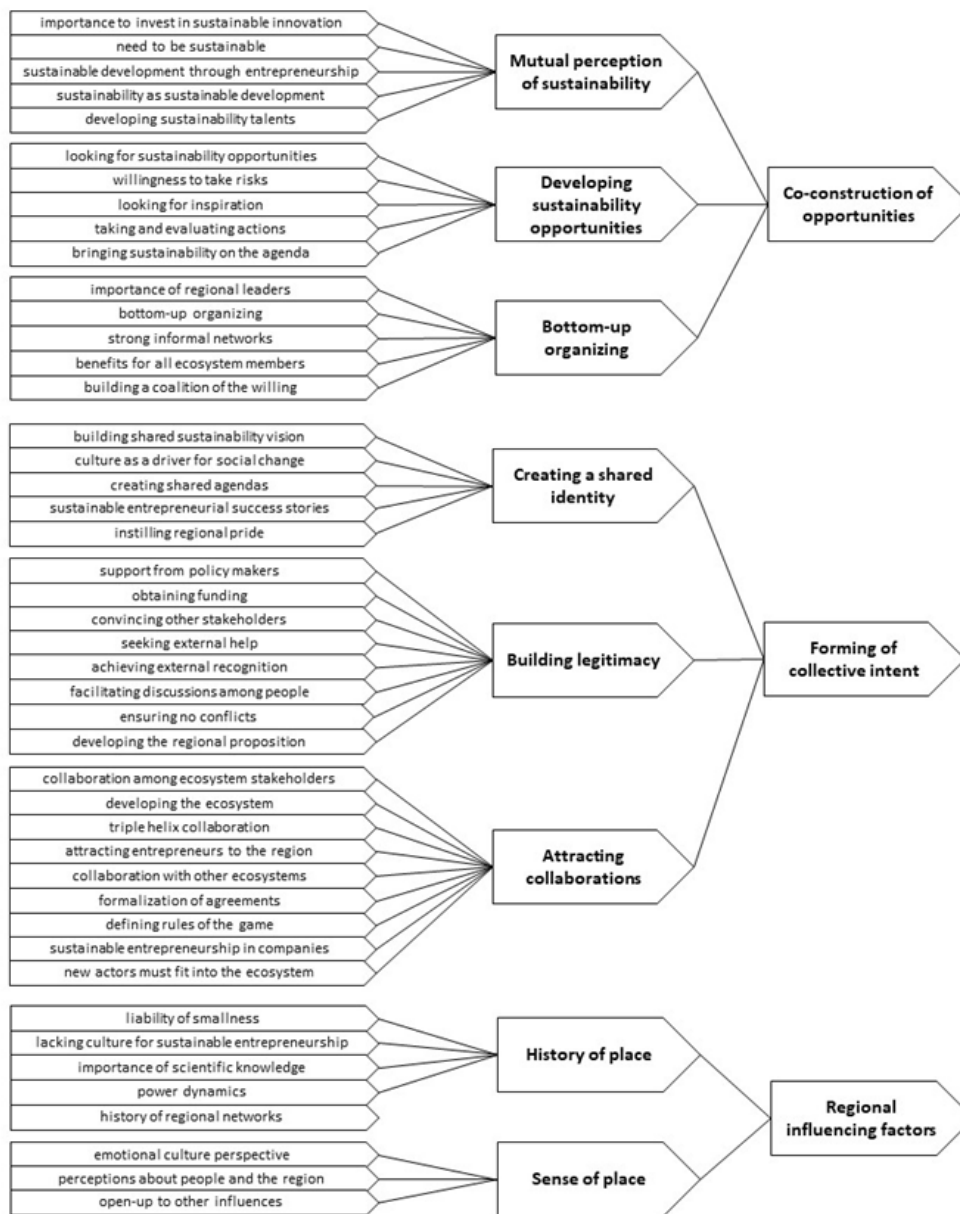 importance to invest in sustainable innovation
need to be sustainable
sustainable development through entrepreneurship
sustainability as sustainable development
developing sustainability talents
Mutual perception
of sustainability
looking for sustainability opportunities
willingness to take risks
looking for inspiration
taking and evaluating actions
bringing sustainability on the agenda
Developing
sustainability
opportunities
importance of regional leaders
bottom-up organizing
strong informal networks
benefits for all ecosystem members
building a coalition of the willing
Bottom-up
organizing
Co-construction of
opportunities
building shared sustainability vision
culture as a driver for social change
creating shared agendas
sustainable entrepreneurial success stories
instilling regional pride
Creating a shared
identity
support from policy makers
obtaining funding
convincing other stakeholders
seeking external help
achieving external recognition
facilitating discussions among people
ensuring no conflicts
developing the regional proposition
Building legitimacy
collaboration among ecosystem stakeholders
developing the ecosystem
triple helix collaboration
attracting entrepreneurs to the region
collaboration with other ecosystems
formalization of agreements
defining rules of the game
sustainable entrepreneurship in companies
new actors must fit into the ecosystem
Attracting
collaborations
Forming of
collective intent
liability of smallness
lacking culture for sustainable entrepreneurship
importance of scientific knowledge
power dynamics
history of regional networks
History of place
emotional culture perspective
perceptions about people and the region
open-up to other influences
Sense of place
Regional
influencing factors